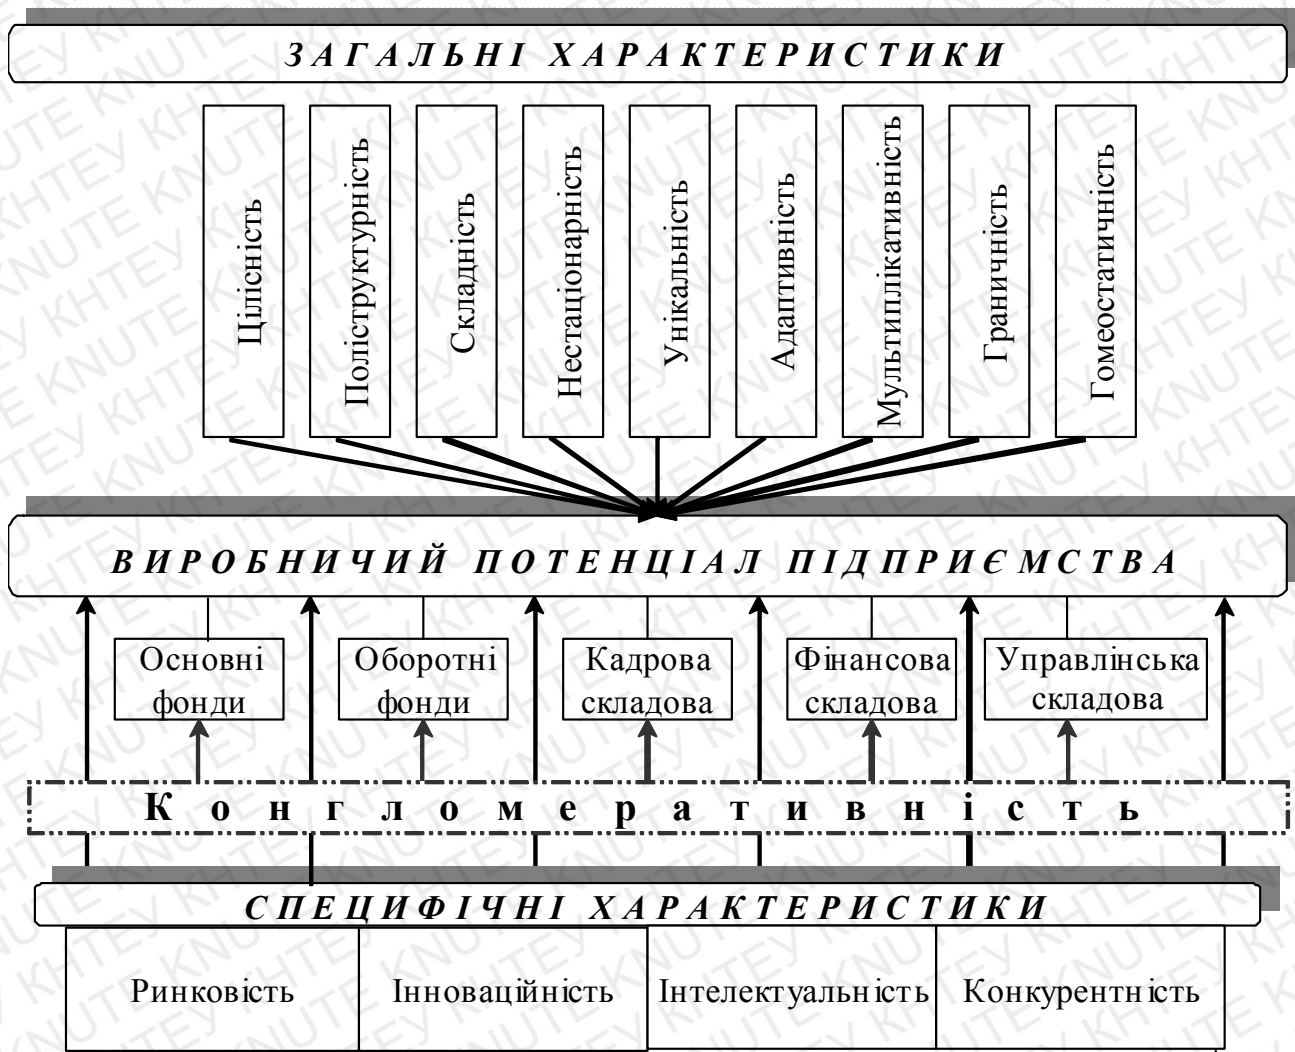 ЗАГАЛЬНІ ХАРАКТЕРИСТИКИ
Цілісність
Поліструктурність
Складність
Нестаціонарність
Унікальність
Адаптивність
Мультиплікативність
Граничність
Гомеостатичність
ВИРОБНИЧИЙ ПОТЕНЦІАЛ ПІДПРИЄМСТВА
Основні
фонди
Оборотні
фонди
Кадрова
складова
Фінансова
складова
Управлінська
складова
Конгломеративність
СПЕЦИФІЧНІ ХАРАКТЕРИСТИКИ
Ринковість
Інноваційність
Інтелектуальність
Конкурентність